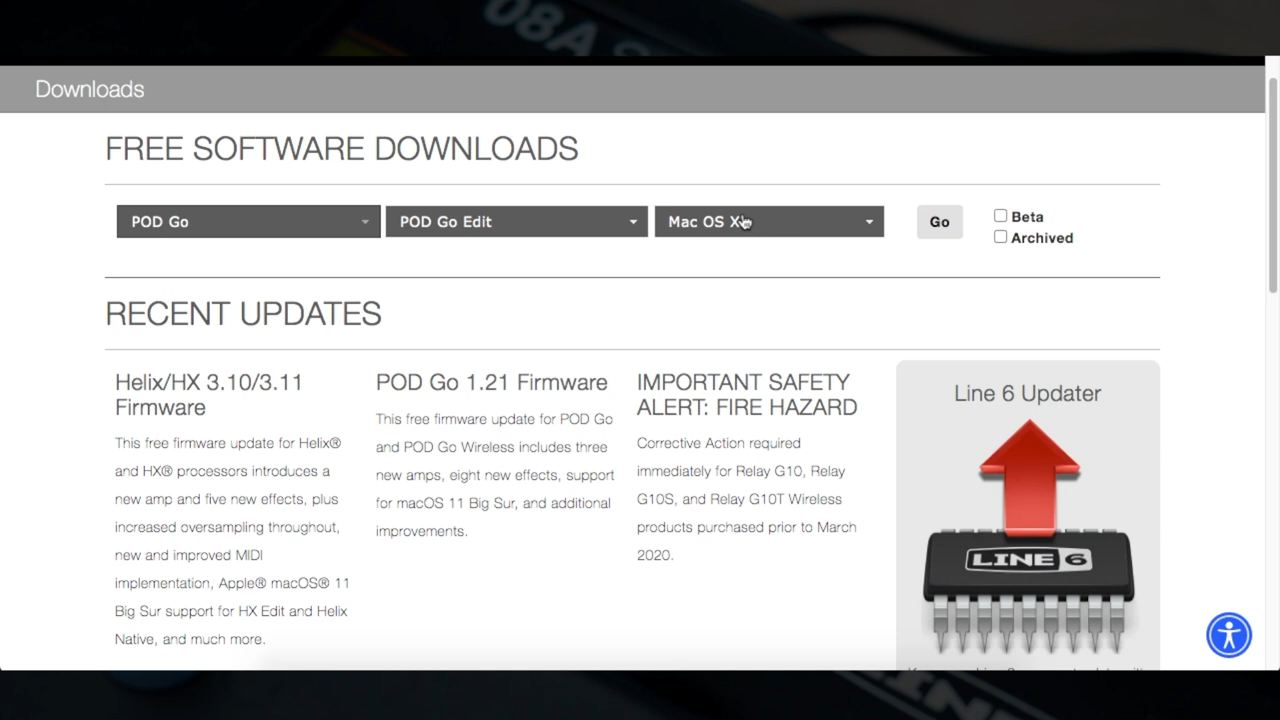 08A
Downloads
FREE SOFTWARE DOWNLOADS
POD Go
POD Go Edit
Mac OS X
Go
Beta
Archived
RECENT UPDATES
Helix/HX 3.10/3.11
Firmware
This free firmware update for Helix®
and HX® processors introduces a
new amp and five new effects, plus
increased oversampling throughout,
new and improved MIDI
implementation, Apple® macOS® 11
Big Sur support for HX Edit and Helix
Native, and much more.
POD Go 1.21 Firmware
This free firmware update for POD Go
and POD Go Wireless includes three
new amps, eight new effects, support
for macOS 11 Big Sur, and additional
improvements.
IMPORTANT SAFETY
ALERT: FIRE HAZARD
Corrective Action required
immediately for Relay G10, Relay
G10S, and Relay G10T Wireless
products purchased prior to March
2020.
Line 6 Updater
LINE 6